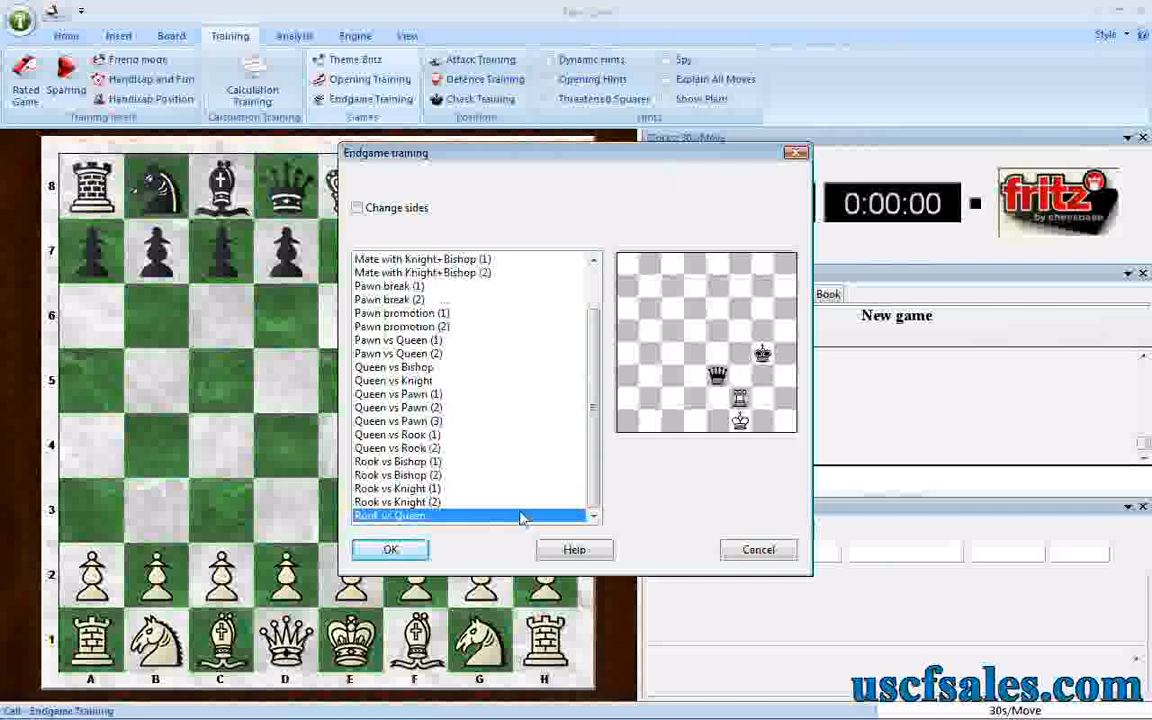 Home Insert Board Training Analysis Engine View
Style
Rated Game
Sparring
Friend mode
Handicap and Fun
Handicap Position
Calculation Training
Theme Blitz
Opening Training
Endgame Training
Attack Training
Defence Training
Check Training
Dynamic Hints
Opening Hints
Threatened Squares
Spy
Explain All Moves
Show Plan
Calculation Training
Games
Positions
Hints
Endgame training
Change sides
Mate with Knight+Bishop (1)
Mate with Knight+Bishop (2)
Pawn break (1)
Pawn break (2)
Pawn promotion (1)
Pawn promotion (2)
Pawn vs Queen (1)
Pawn vs Queen (2)
Queen vs Bishop
Queen vs Knight
Queen vs Pawn (1)
Queen vs Pawn (2)
Queen vs Pawn (3)
Queen vs Rook (1)
Queen vs Rook (2)
Rook vs Bishop (1)
Rook vs Bishop (2)
Rook vs Knight (1)
Rook vs Knight (2)
Rook vs Queen
OK
Help
Cancel
0:00:00
fritz
by chessbase
Book
New game
8
7
6
5
4
3
2
1
A B C D E F G H
uscfsales.com
Call - Endgame Training
30s/Move